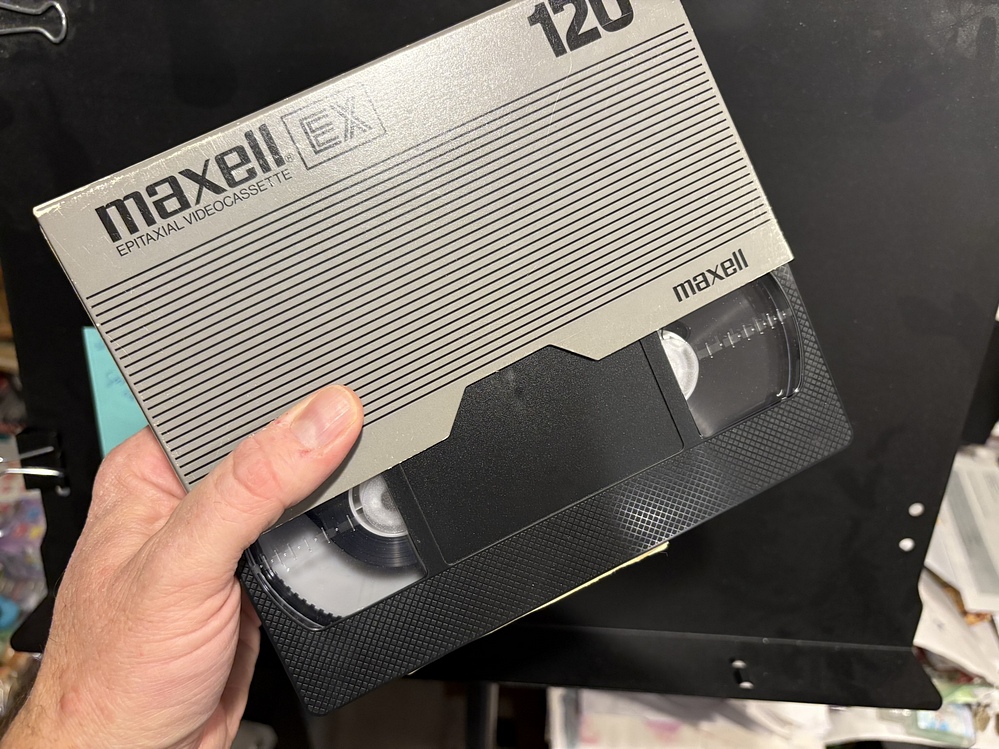 120
maxell® EX
EPITAXIAL VIDEOCASSETTE
maxell